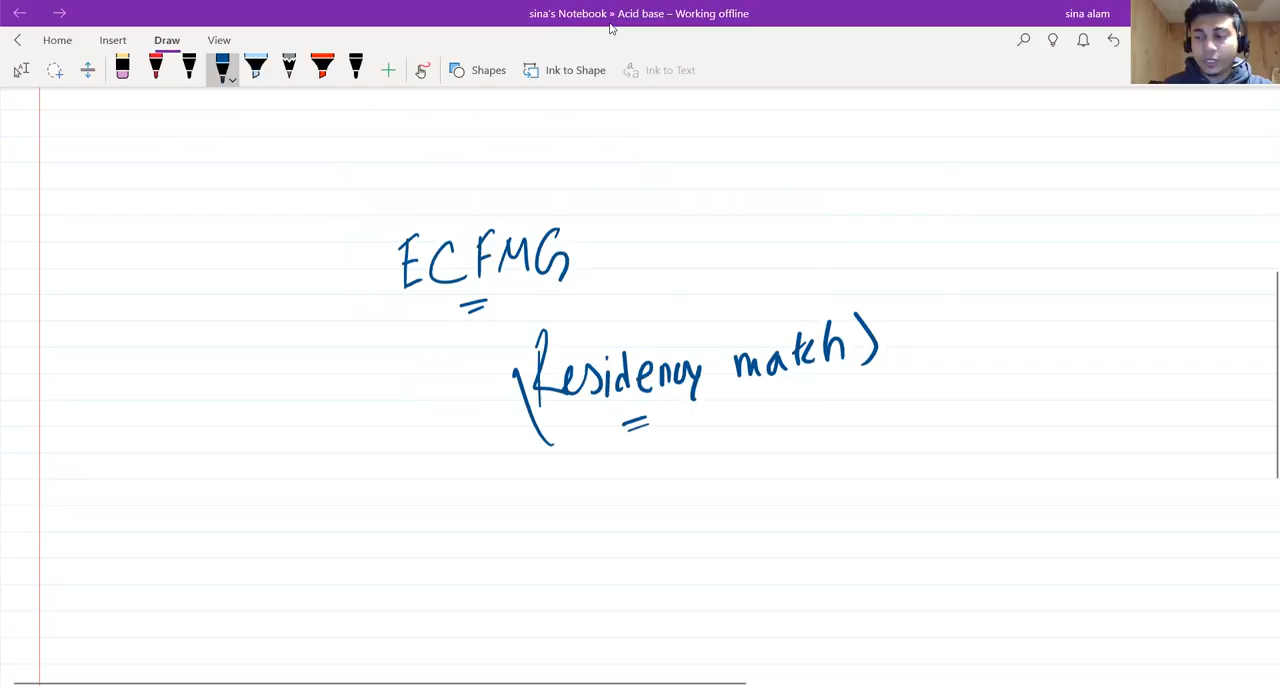 sina's Notebook » Acid base – Working offline
sina alam
Home Insert Draw View
Shapes Ink to Shape Ink to Text
ECFMG
(Residency match)